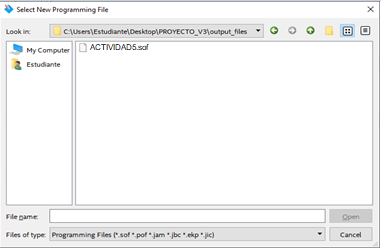 Select New Programming File
Look in: C:\Users\Estudiante\Desktop\PROYECTO_V3\output_files
My Computer
Estudiante
ACTIVIDAD5.sof
File name: Open
Files of type: Programming Files (*.sof *.pof *.jam *.jbc *.ekp *.jic) Cancel